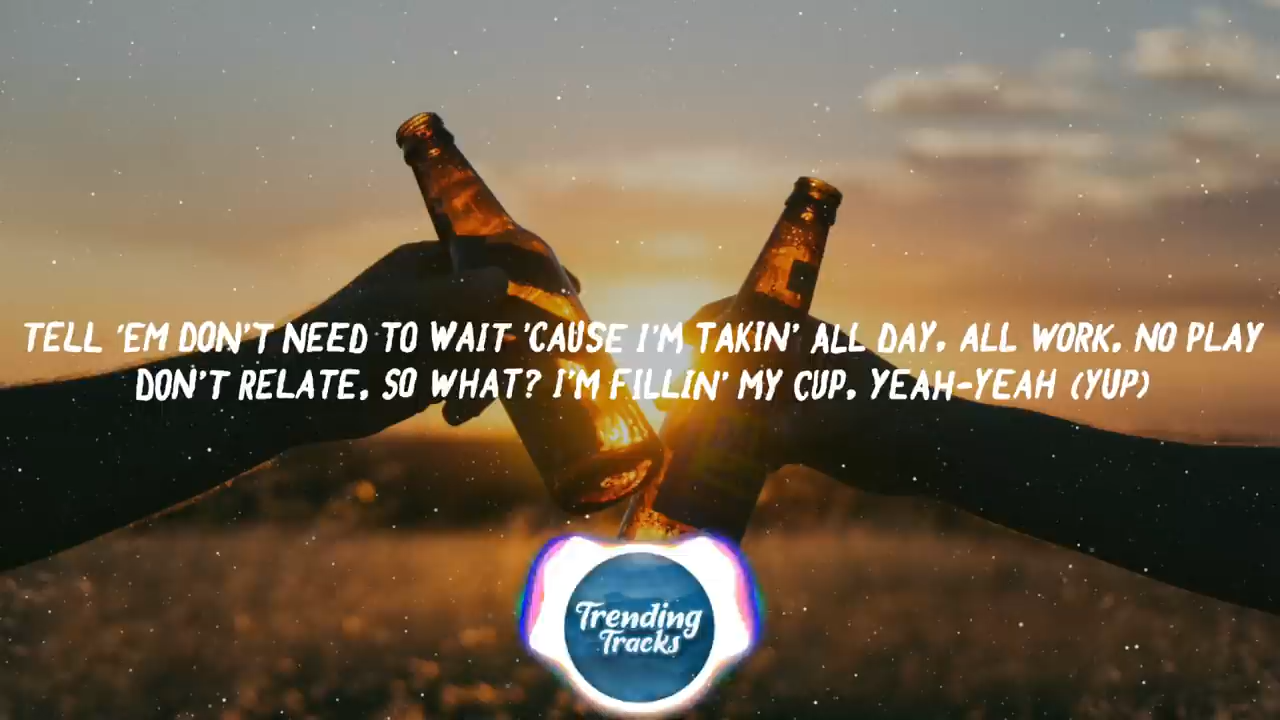 TELL 'EM DON'T NEED TO WAIT 'CAUSE I'M TAKIN' ALL DAY. ALL WORK. NO PLAY
DON'T RELATE. SO WHAT? I'M FILLIN' MY CUP. YEAH-YEAH (YUP)
Trending
Tracks